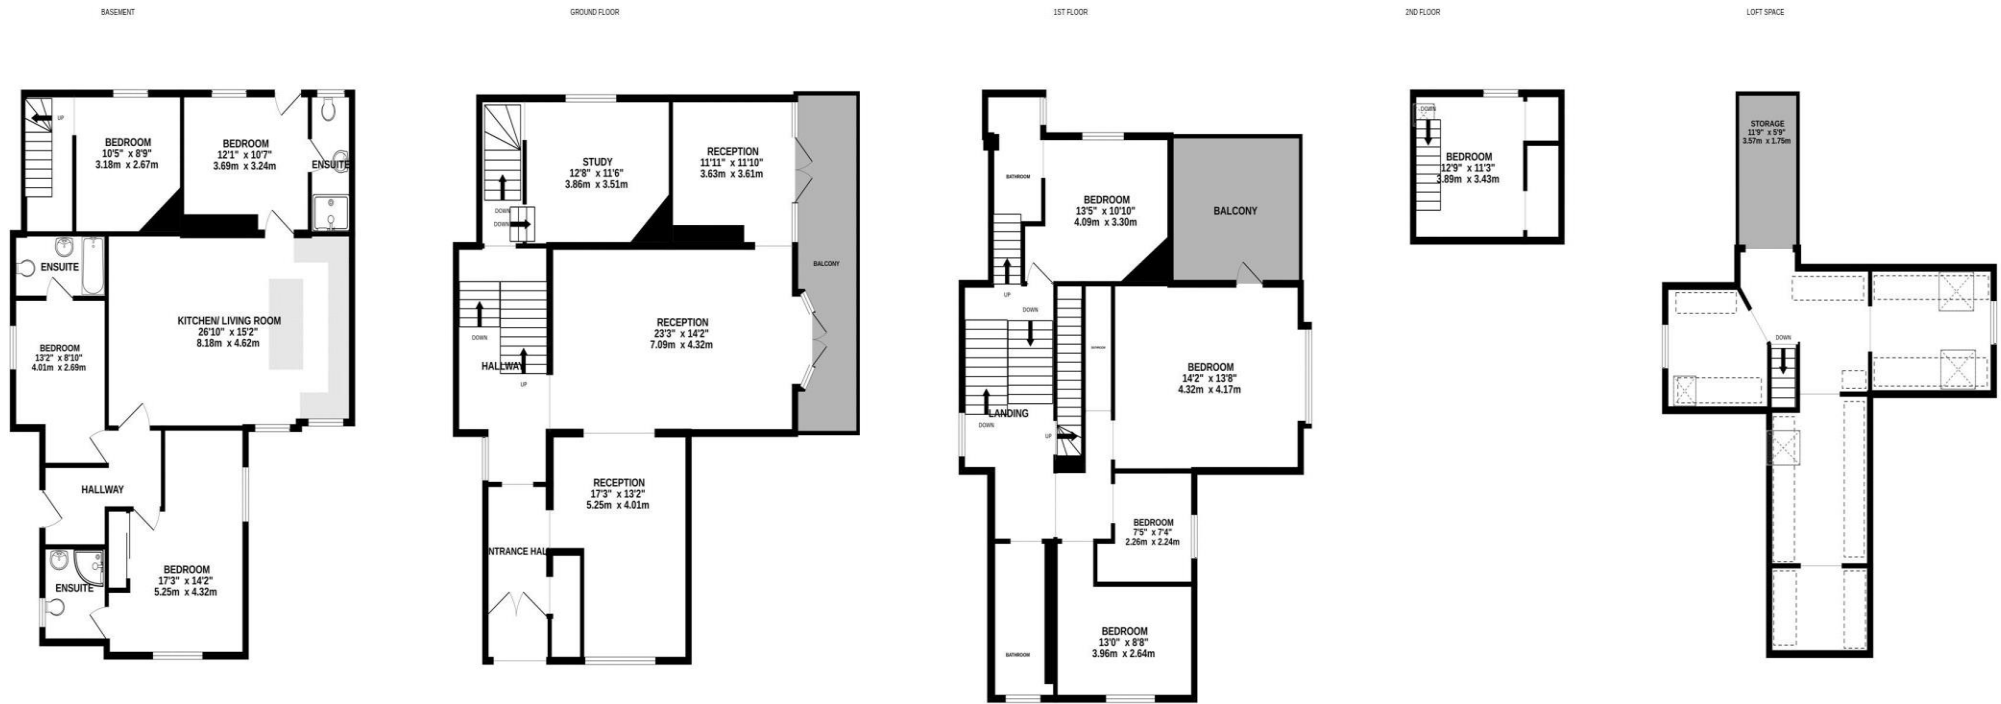 BASEMENT
UP
BEDROOM
10'5" x 8'9"
3.18m x 2.67m
BEDROOM
12'1" x 10'7"
3.69m x 3.24m
ENSUITE
ENSUITE
KITCHEN/ LIVING ROOM
26'10" x 15'2"
8.18m x 4.62m
BEDROOM
13'2" x 8'10"
4.01m x 2.69m
HALLWAY
BEDROOM
17'3" x 14'2"
5.25m x 4.32m
ENSUITE
GROUND FLOOR
STUDY
12'8" x 11'6"
3.86m x 3.51m
RECEPTION
11'11" x 11'10"
3.63m x 3.61m
DOWN
DOWN
BALCONY
RECEPTION
23'3" x 14'2"
7.09m x 4.32m
DOWN
HALLWAY
UP
RECEPTION
17'3" x 13'2"
5.25m x 4.01m
NTRANCE HAL
1ST FLOOR
BATHROOM
BEDROOM
13'5" x 10'10"
4.09m x 3.30m
BALCONY
UP
DOWN
BEDROOM
14'2" x 13'8"
4.32m x 4.17m
LANDING
DOWN
UP
BEDROOM
7'5" x 7'4"
2.26m x 2.24m
BEDROOM
13'0" x 8'8"
3.96m x 2.64m
BATHROOM
2ND FLOOR
DOWN
BEDROOM
12'9" x 11'3"
3.89m x 3.43m
LOFT SPACE
STORAGE
11'9" x 5'9"
3.57m x 1.75m
DOWN